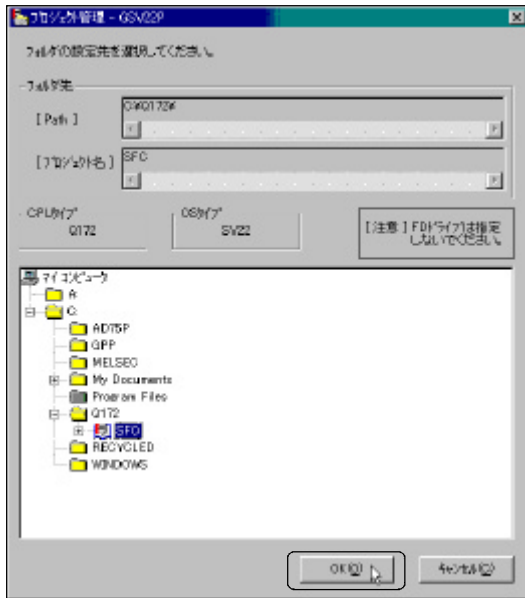 プロジェクト管理 - GSV22P
フォルダの設定先を選択してください。
フォルダ先
[Path]
C:¥Q172¥
[プロジェクト名]
SFC
CPUタイプ
Q172
OSタイプ
SV22
[注意] FDドライブは指定
しないでください。
マイ コンピュータ
A:
C:
AD75P
GPP
MELSEC
My Documents
Program Files
Q172
SFC
RECYCLED
WINDOWS
OK(O)
キャンセル(C)